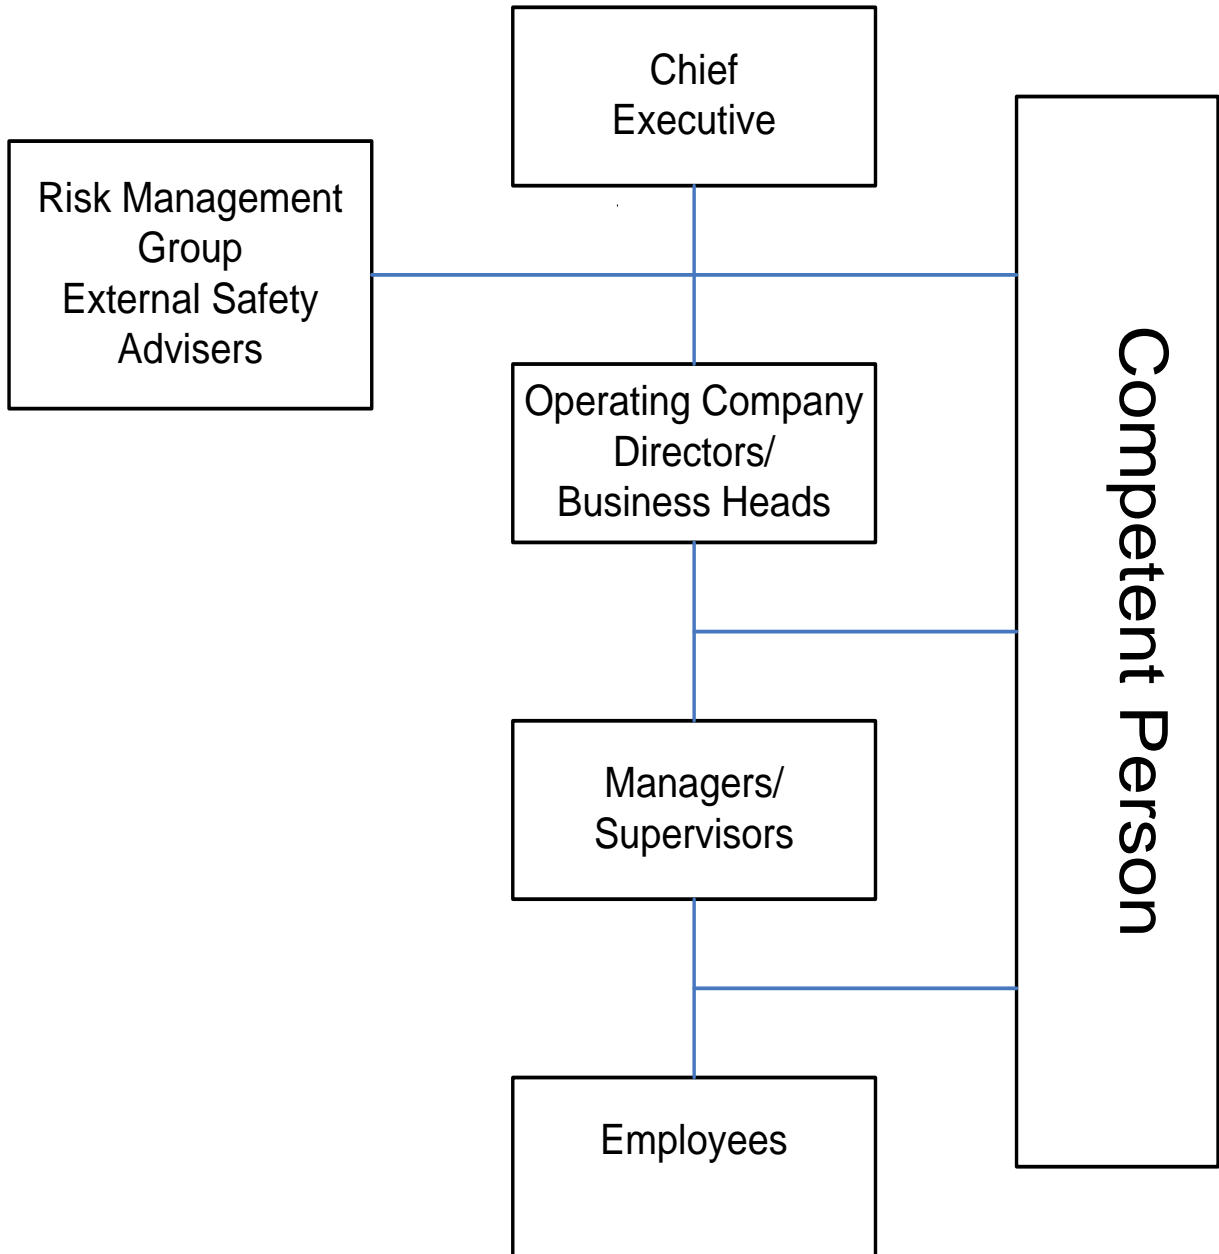 Chief
Executive
Risk Management
Group
External Safety
Advisers
Operating Company
Directors/
Business Heads
Managers/
Supervisors
Employees
Competent Person